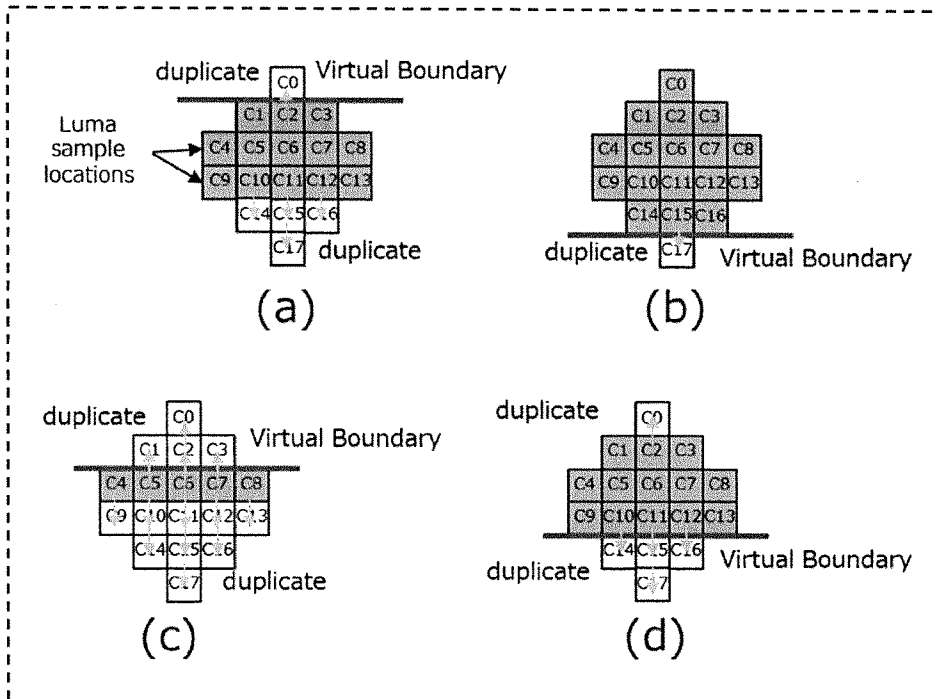 duplicate C0 Virtual Boundary
C1 C2 C3
Luma sample locations
C4 C5 C6 C7 C8
C9 C10 C11 C12 C13
C14 C15 C16
C17 duplicate
(a)
C0
C1 C2 C3
C4 C5 C6 C7 C8
C9 C10 C11 C12 C13
C14 C15 C16
duplicate C17 Virtual Boundary
(b)
duplicate C0
C1 C2 C3 Virtual Boundary
C4 C5 C6 C7 C8
C9 C10 C11 C12 C13
C14 C15 C16
C17 duplicate
(c)
duplicate C0
C1 C2 C3
C4 C5 C6 C7 C8
C9 C10 C11 C12 C13
C14 C15 C16 Virtual Boundary
duplicate C17
(d)